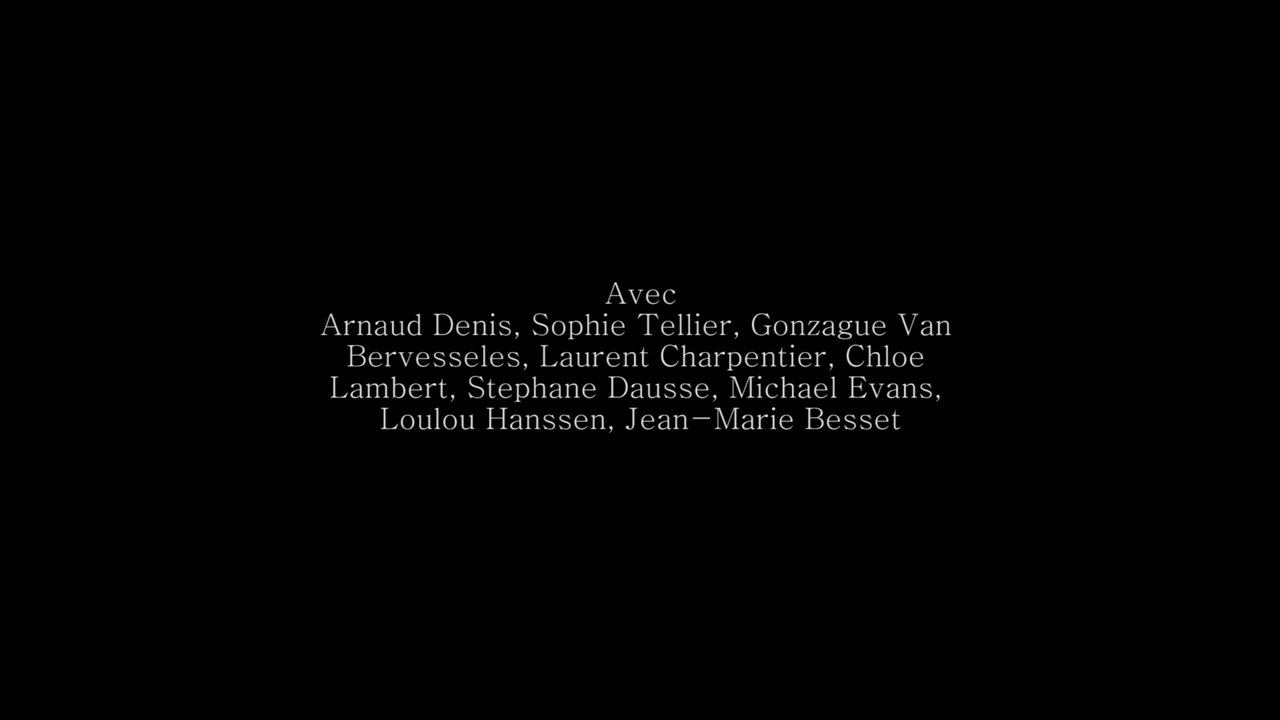 Avec
Arnaud Denis, Sophie Tellier, Gonzague Van
Bervesseles, Laurent Charpentier, Chloe
Lambert, Stephane Dausse, Michael Evans,
Loulou Hanssen, Jean-Marie Besset